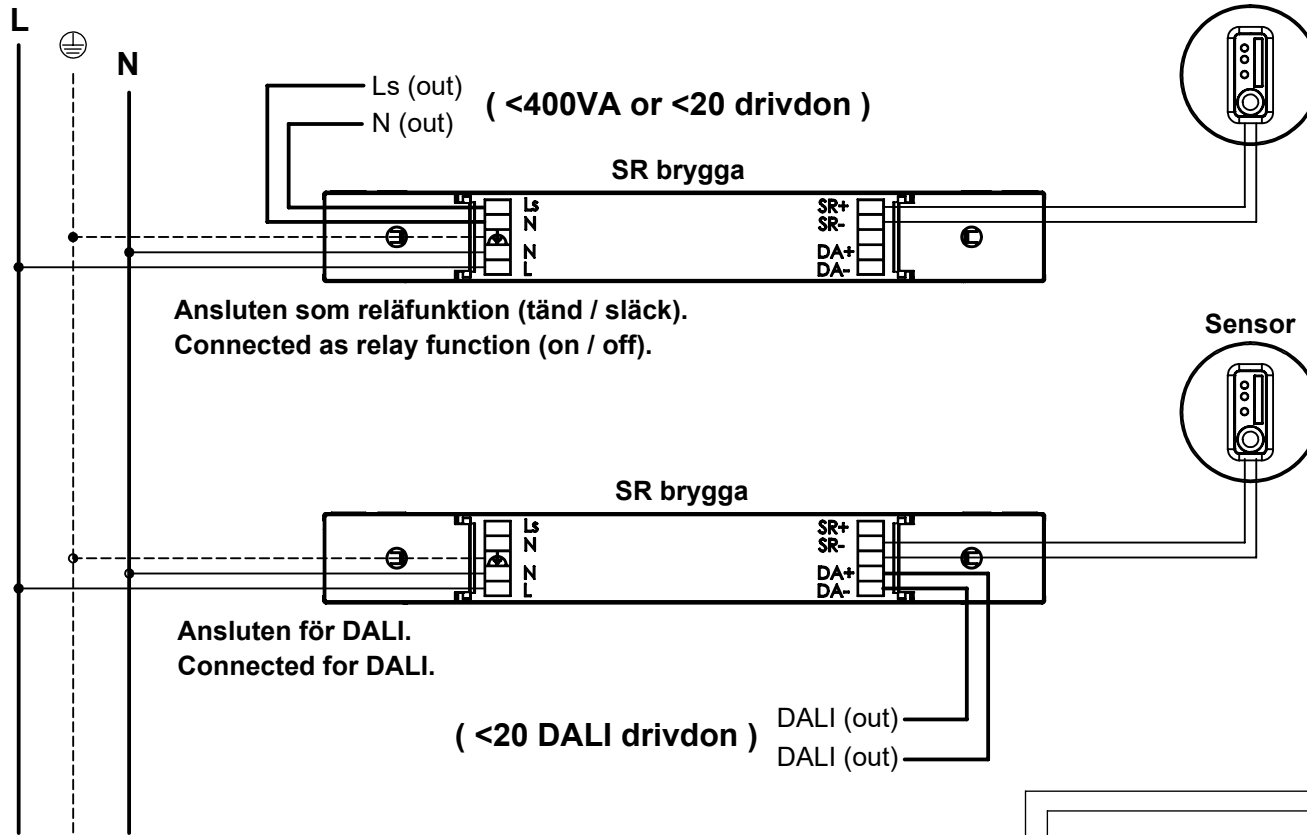 L
N
Ls (out)
N (out)
( <400VA or <20 drivdon )
SR brygga
Ls
N
N
L
SR+
SR-
DA+
DA-
Ansluten som reläfunktion (tänd / släck).
Connected as relay function (on / off).
Sensor
SR brygga
Ls
N
N
L
SR+
SR-
DA+
DA-
Ansluten för DALI.
Connected for DALI.
( <20 DALI drivdon )
DALI (out)
DALI (out)